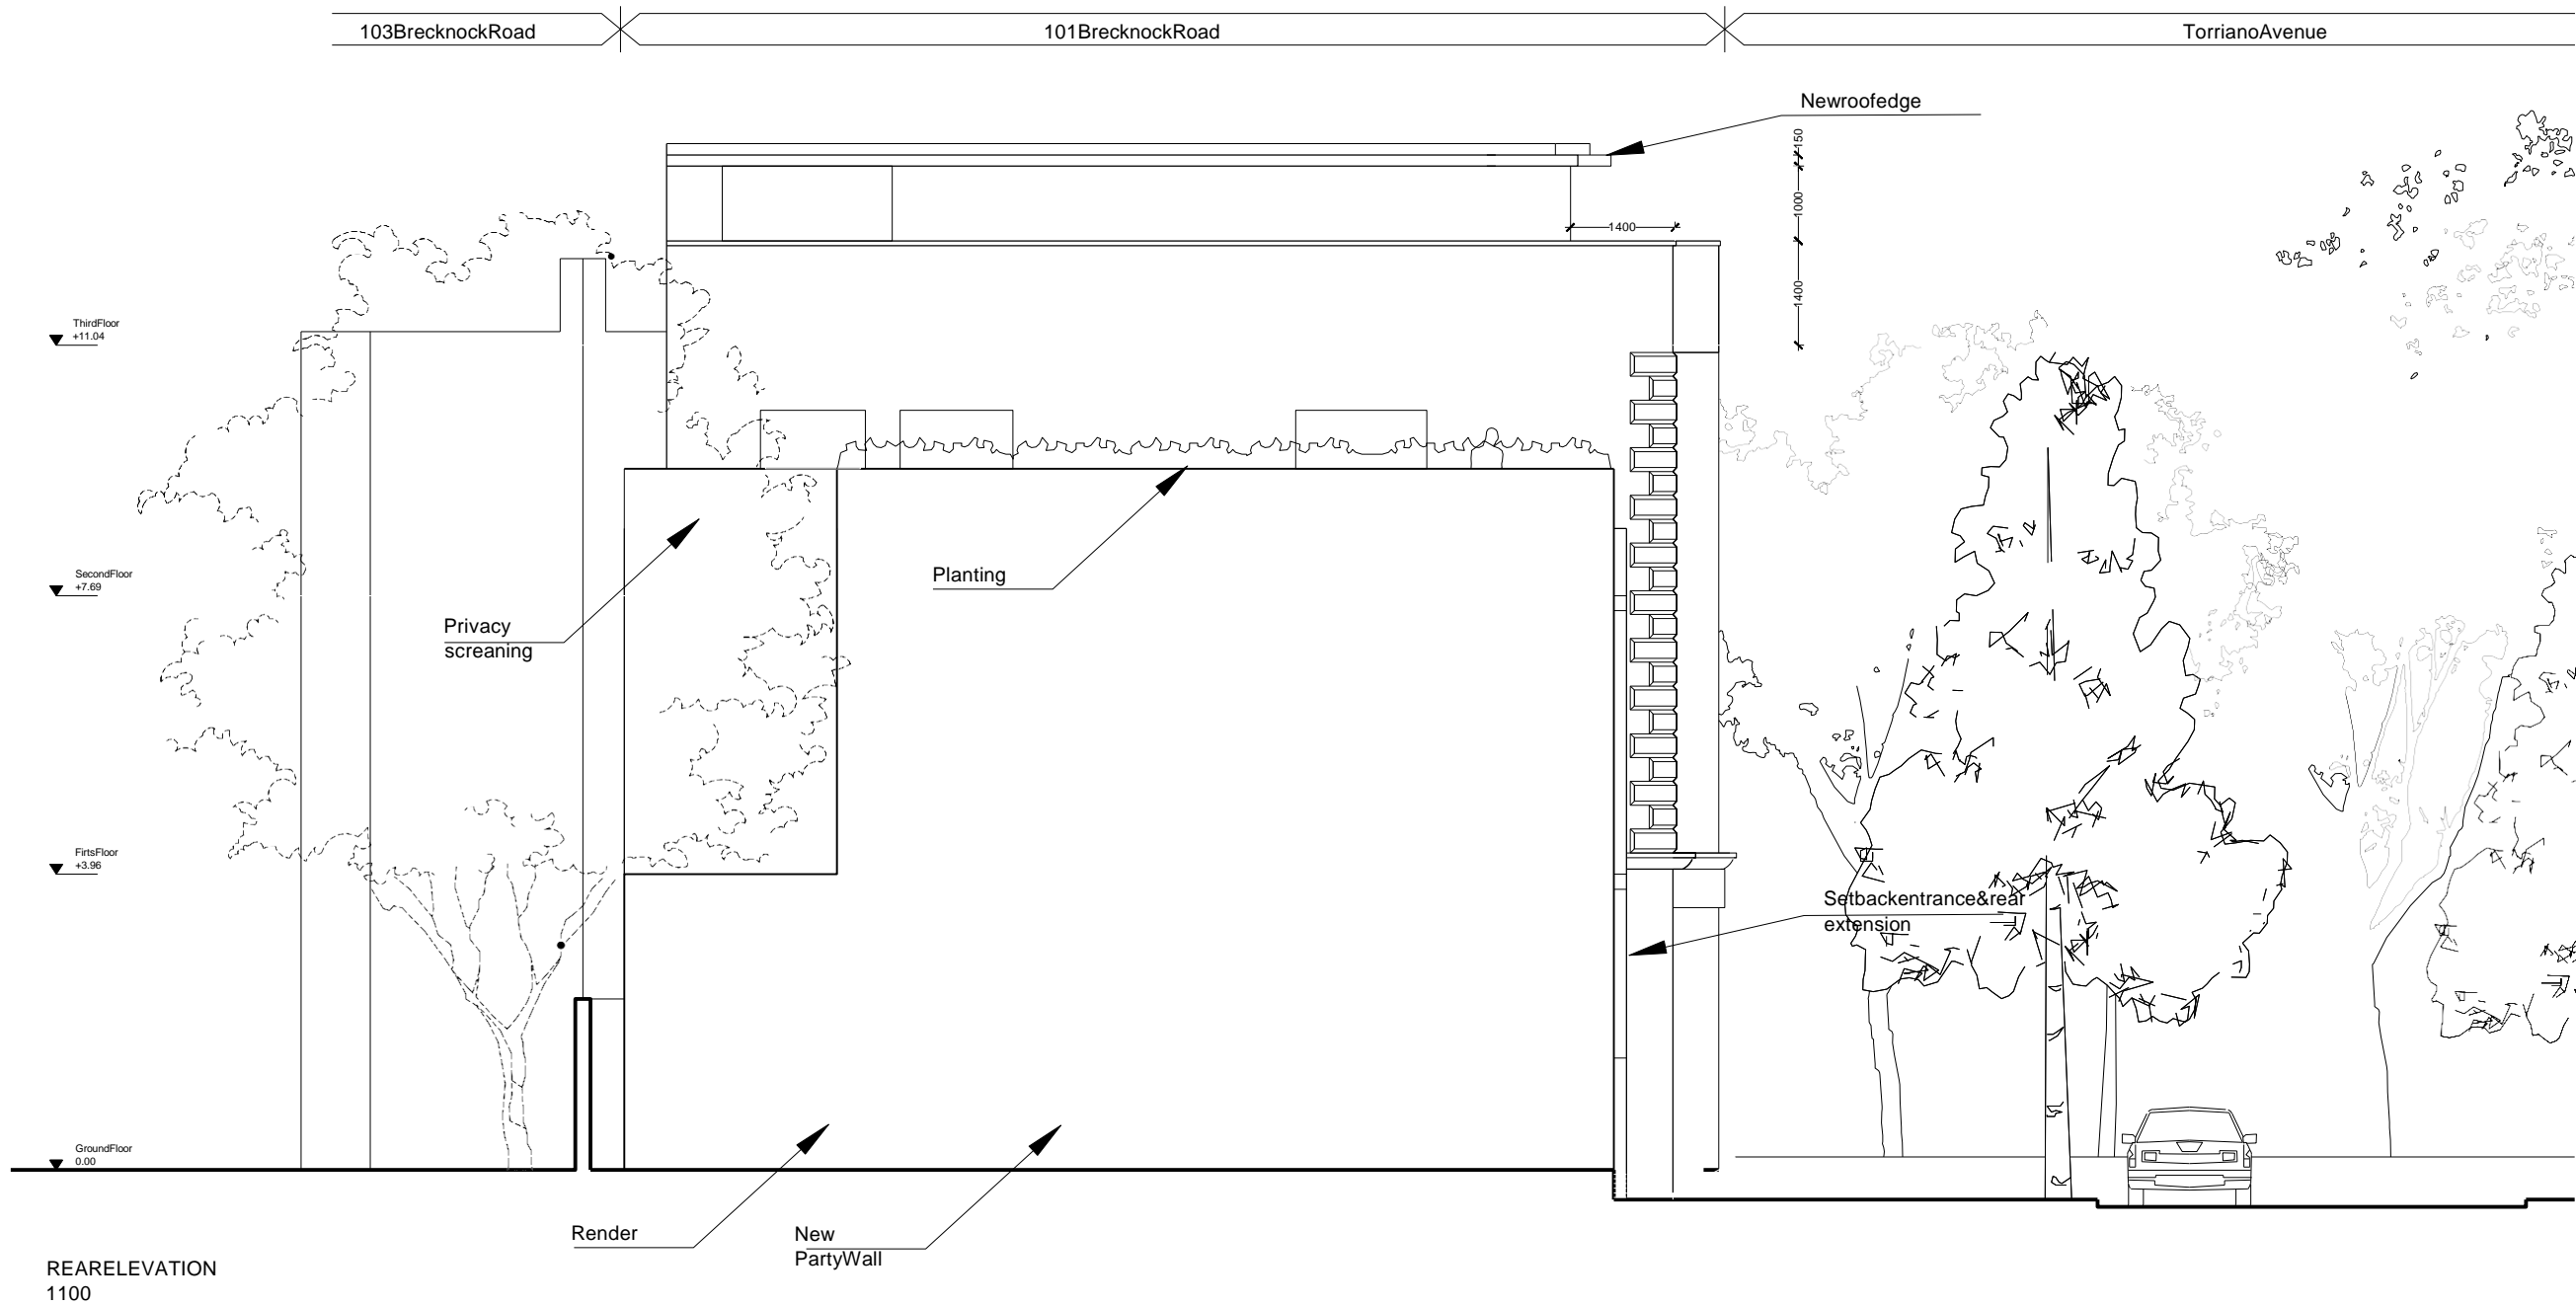 103BrecknockRoad
101BrecknockRoad
TorrianoAvenue
Newroofedge
150
1000
1400
1400
ThirdFloor
+11.04
SecondFloor
+7.69
Planting
Privacy
screaning
FirtsFloor
+3.96
Setbackentrance&rear
extension
GroundFloor
0.00
Render
New
PartyWall
REARELEVATION
1100